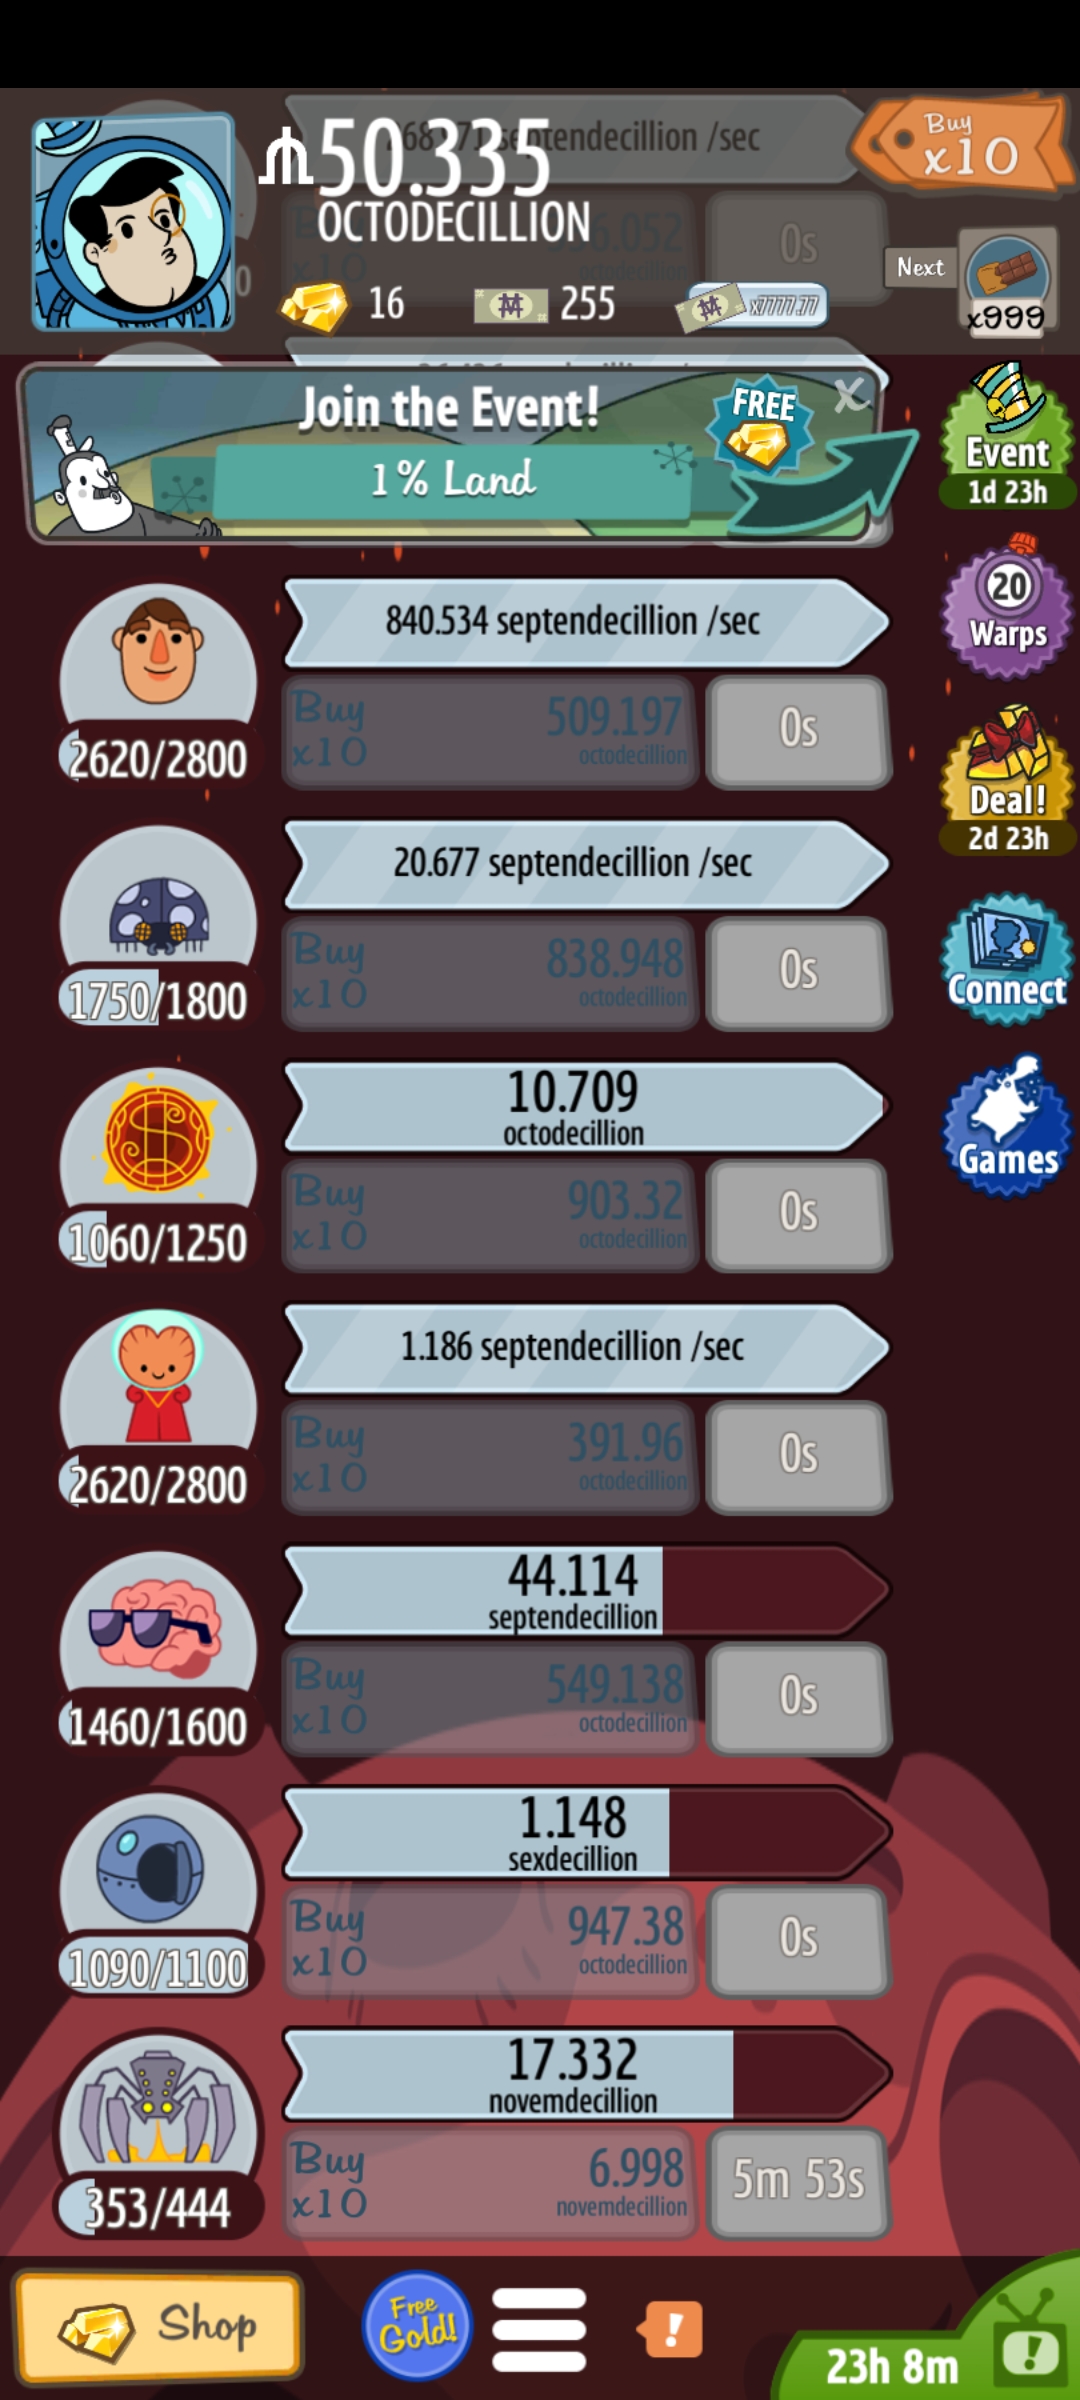 septendecillion /sec
50.335
OCTODECILLION
Buy
x10
0s
16
255
x7777.77
Next
x999
Join the Event!
1% Land
FREE
X
Event
1d 23h
840.534 septendecillion /sec
Buy
x10
509.197
octodecillion
0s
2620/2800
20
Warps
Deal!
2d 23h
20.677 septendecillion /sec
Buy
x10
838.948
octodecillion
0s
1750/1800
Connect
10.709
octodecillion
Buy
x10
903.32
octodecillion
0s
1060/1250
Games
1.186 septendecillion /sec
Buy
x10
391.96
octodecillion
0s
2620/2800
44.114
septendecillion
Buy
x10
549.138
octodecillion
0s
1460/1600
1.148
sexdecillion
Buy
x10
947.38
octodecillion
0s
1090/1100
17.332
novemdecillion
Buy
x10
6.998
novemdecillion
5m 53s
353/444
Shop
Free
Gold!
!
23h 8m
!